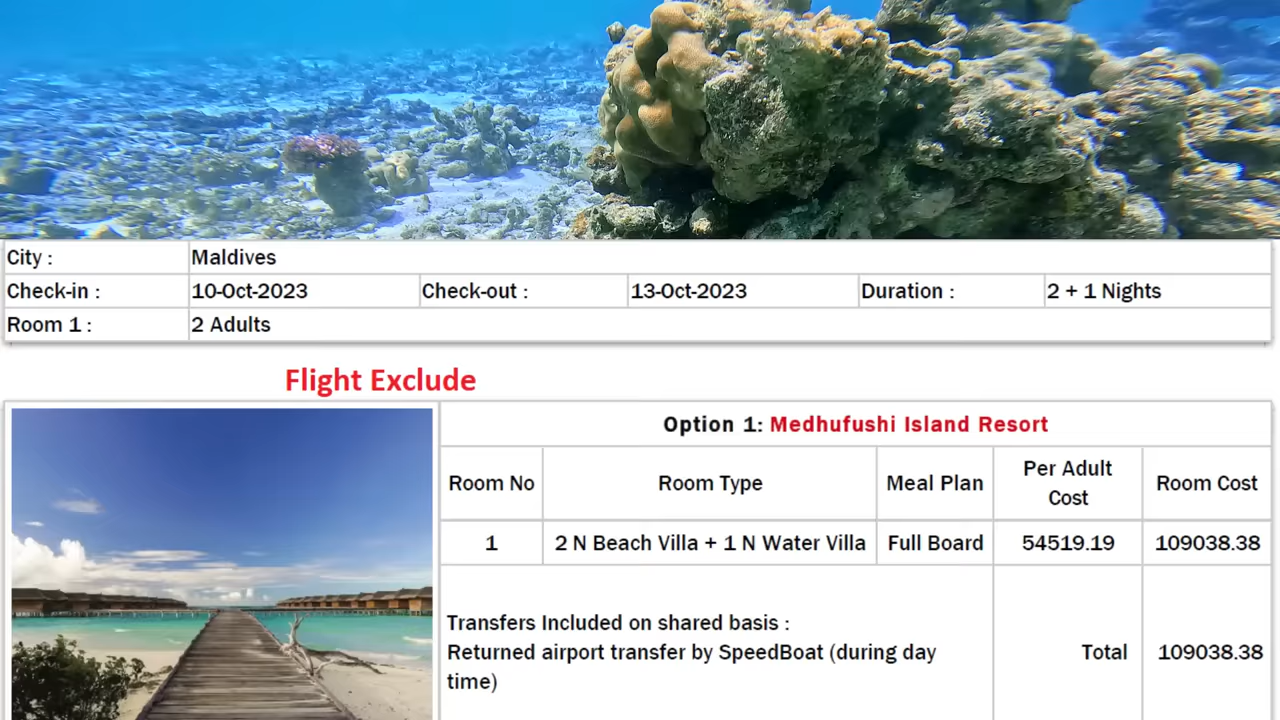 City : Maldives
Check-in : 10-Oct-2023 Check-out : 13-Oct-2023 Duration : 2 + 1 Nights
Room 1 : 2 Adults
Flight Exclude
Option 1: Medhufushi Island Resort
Room No Room Type Meal Plan Per Adult Cost Room Cost
1 2 N Beach Villa + 1 N Water Villa Full Board 54519.19 109038.38
Transfers Included on shared basis :
Returned airport transfer by SpeedBoat (during day
time)
Total 109038.38